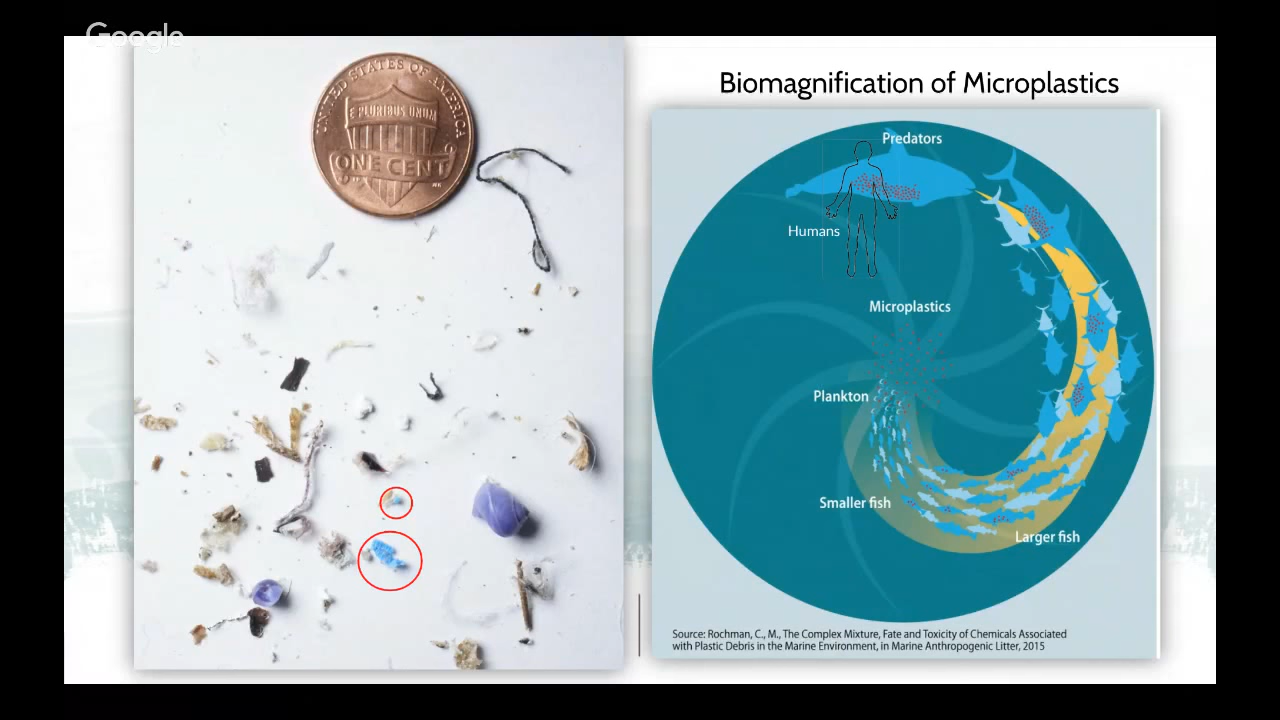 Google
UNITED STATES OF AMERICA
E PLURIBUS UNUM
ONE CENT
Biomagnification of Microplastics
Predators
Humans
Microplastics
Plankton
Smaller fish
Larger fish
Source: Rochman, C., M., The Complex Mixture, Fate and Toxicity of Chemicals Associated
with Plastic Debris in the Marine Environment, in Marine Anthropogenic Litter, 2015